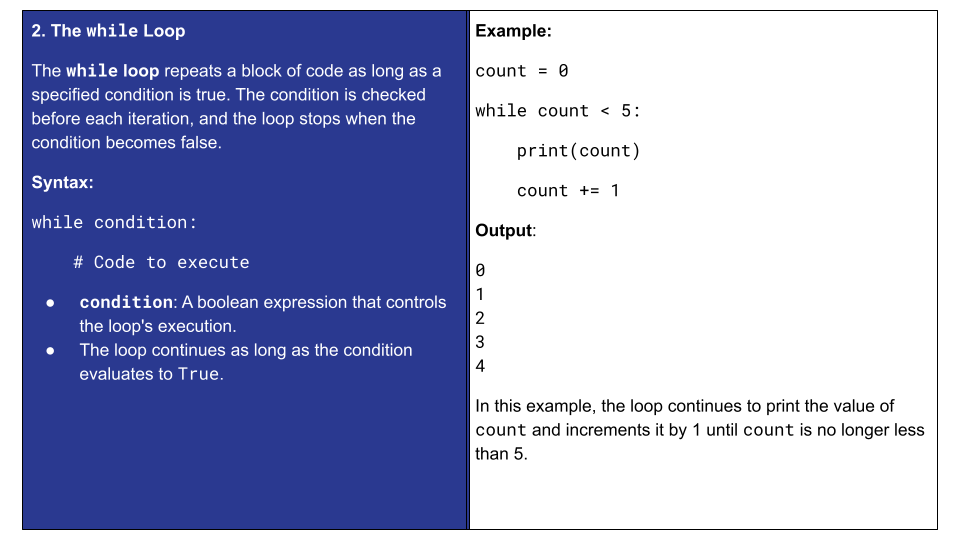 2. The while Loop
The while loop repeats a block of code as long as a
specified condition is true. The condition is checked
before each iteration, and the loop stops when the
condition becomes false.
Syntax:
while condition:
    # Code to execute
● condition: A boolean expression that controls
the loop's execution.
● The loop continues as long as the condition
evaluates to True.
Example:
count = 0
while count < 5:
    print(count)
    count += 1
Output:
0
1
2
3
4
In this example, the loop continues to print the value of
count and increments it by 1 until count is no longer less
than 5.